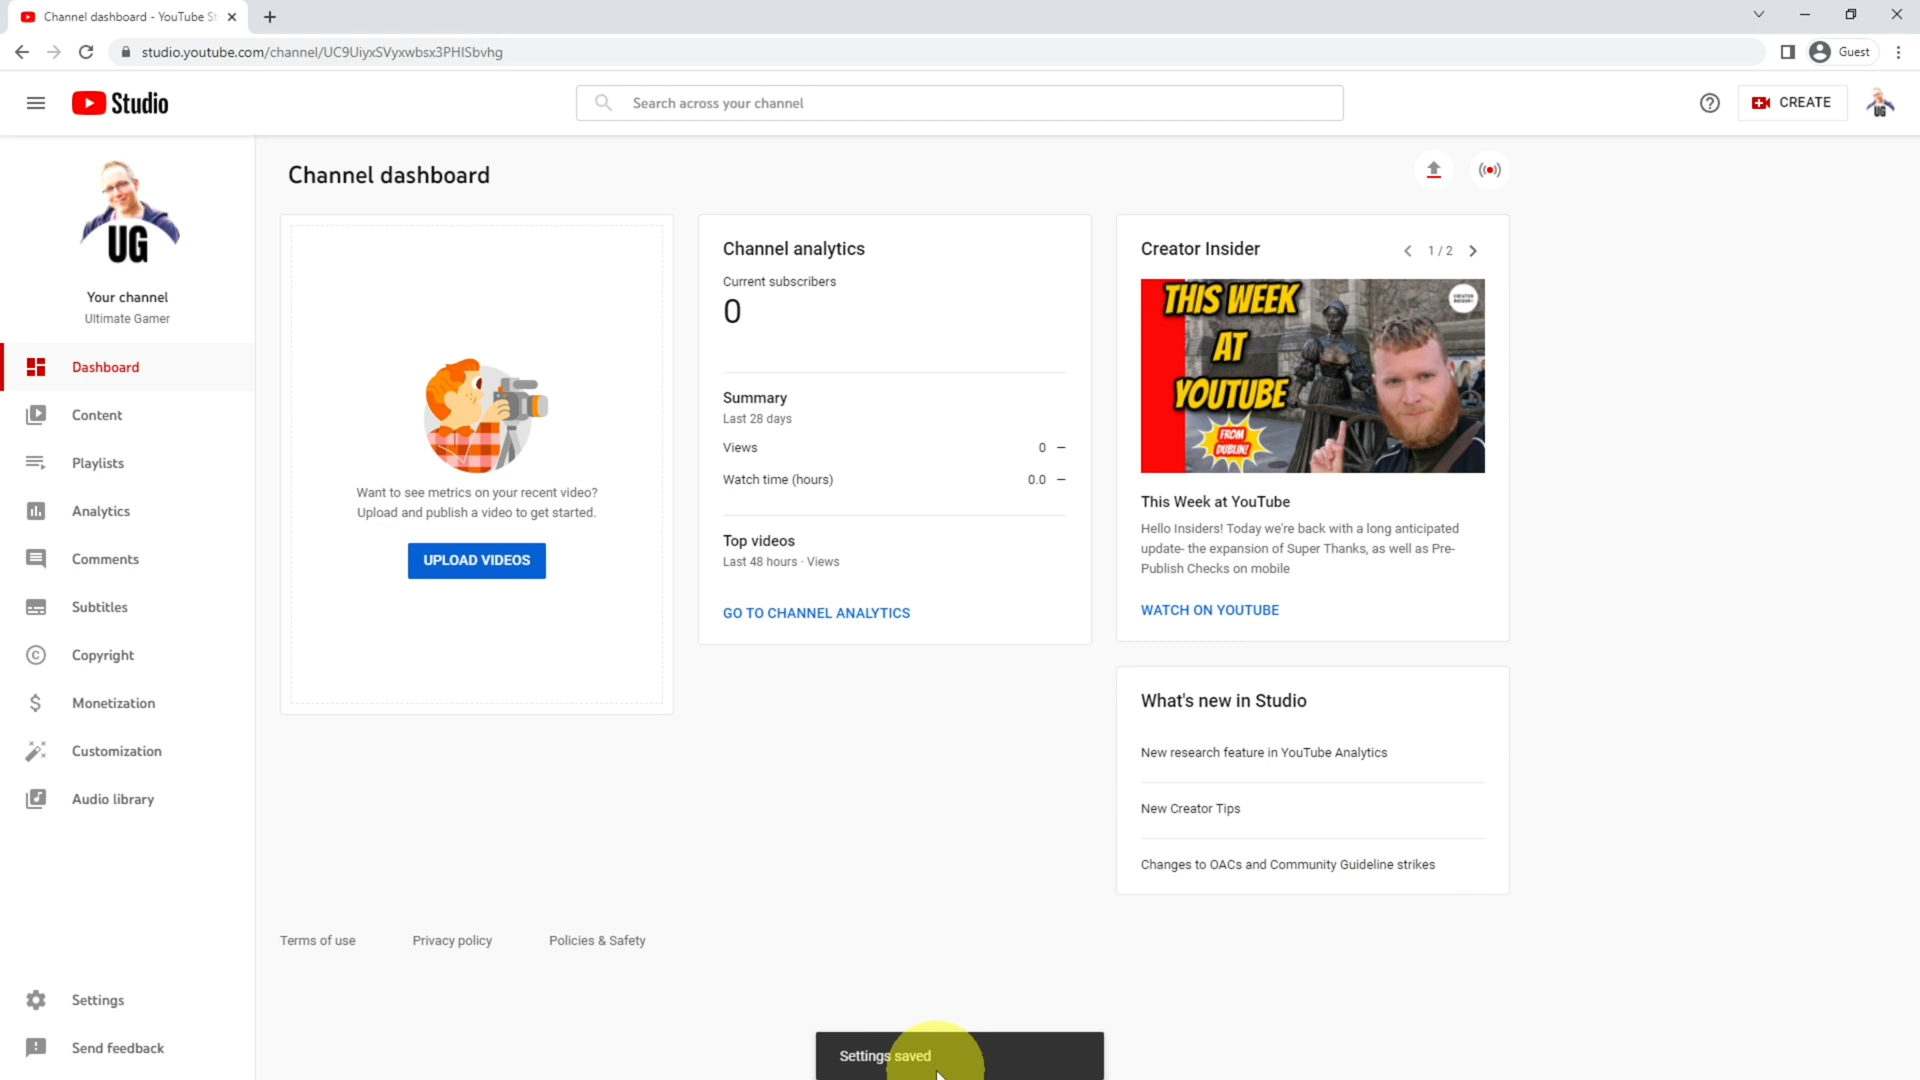 Channel dashboard - YouTube St
studio.youtube.com/channel/UC9UiyxSVyxwbsx3PHISbvhg
Guest
Studio
Search across your channel
CREATE
UG
UG
Your channel
Ultimate Gamer
Dashboard
Content
Playlists
Analytics
Comments
Subtitles
Copyright
Monetization
Customization
Audio library
Settings
Send feedback
Channel dashboard
Want to see metrics on your recent video?
Upload and publish a video to get started.
UPLOAD VIDEOS
Channel analytics
Current subscribers
0
Summary
Last 28 days
Views 0 —
Watch time (hours) 0.0 —
Top videos
Last 48 hours · Views
GO TO CHANNEL ANALYTICS
Creator Insider
1 / 2
THIS WEEK
AT
YOUTUBE
FROM
DUBLIN!
CREATOR
INSIDER
This Week at YouTube
Hello Insiders! Today we're back with a long anticipated
update- the expansion of Super Thanks, as well as Pre-
Publish Checks on mobile
WATCH ON YOUTUBE
What's new in Studio
New research feature in YouTube Analytics
New Creator Tips
Changes to OACs and Community Guideline strikes
Terms of use
Privacy policy
Policies & Safety
Settings saved